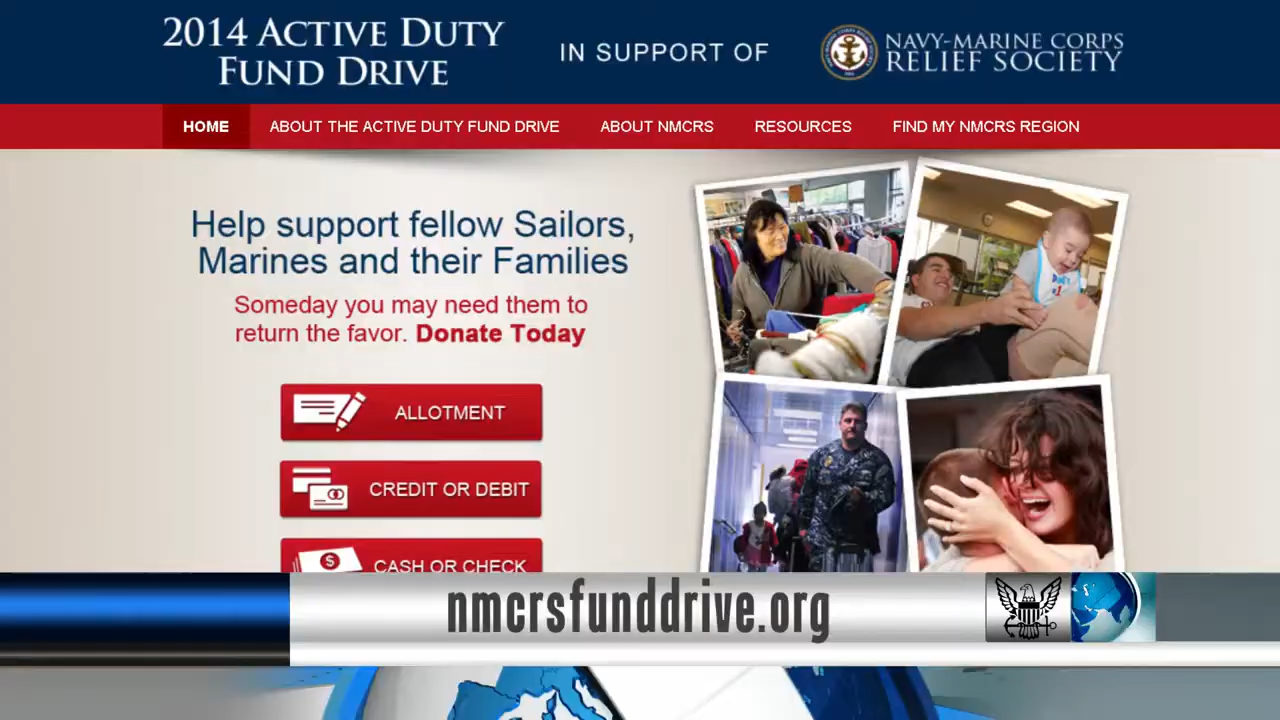 2014 ACTIVE DUTY
FUND DRIVE
IN SUPPORT OF
NAVY-MARINE CORPS
RELIEF SOCIETY
HOME
ABOUT THE ACTIVE DUTY FUND DRIVE
ABOUT NMCRS
RESOURCES
FIND MY NMCRS REGION
Help support fellow Sailors,
Marines and their Families
Someday you may need them to
return the favor. Donate Today
ALLOTMENT
CREDIT OR DEBIT
CASH OR CHECK
nmcrsfunddrive.org